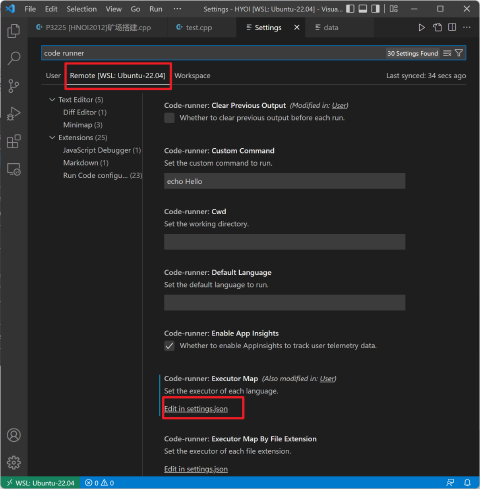 File Edit Selection View Go Run ··· Settings - HYOI [WSL: Ubuntu-22.04] - Visua...
P3225 [HNOI2012]矿场搭建.cpp test.cpp Settings data
code runner 30 Settings Found
User Remote [WSL: Ubuntu-22.04] Workspace Last synced: 34 secs ago
Text Editor (5)
Diff Editor (1)
Minimap (3)
Extensions (25)
JavaScript Debugger (1)
Markdown (1)
Run Code configu... (23)
Code-runner: Clear Previous Output (Modified in: User)
Whether to clear previous output before each run.
Code-runner: Custom Command
Set the custom command to run.
echo Hello
Code-runner: Cwd
Set the working directory.
Code-runner: Default Language
Set the default language to run.
Code-runner: Enable App Insights
Whether to enable AppInsights to track user telemetry data.
Code-runner: Executor Map (Also modified in: User)
Set the executor of each language.
Edit in settings.json
Code-runner: Executor Map By File Extension
Set the executor of each file extension.
Edit in settings.json
WSL: Ubuntu-22.04 0 0